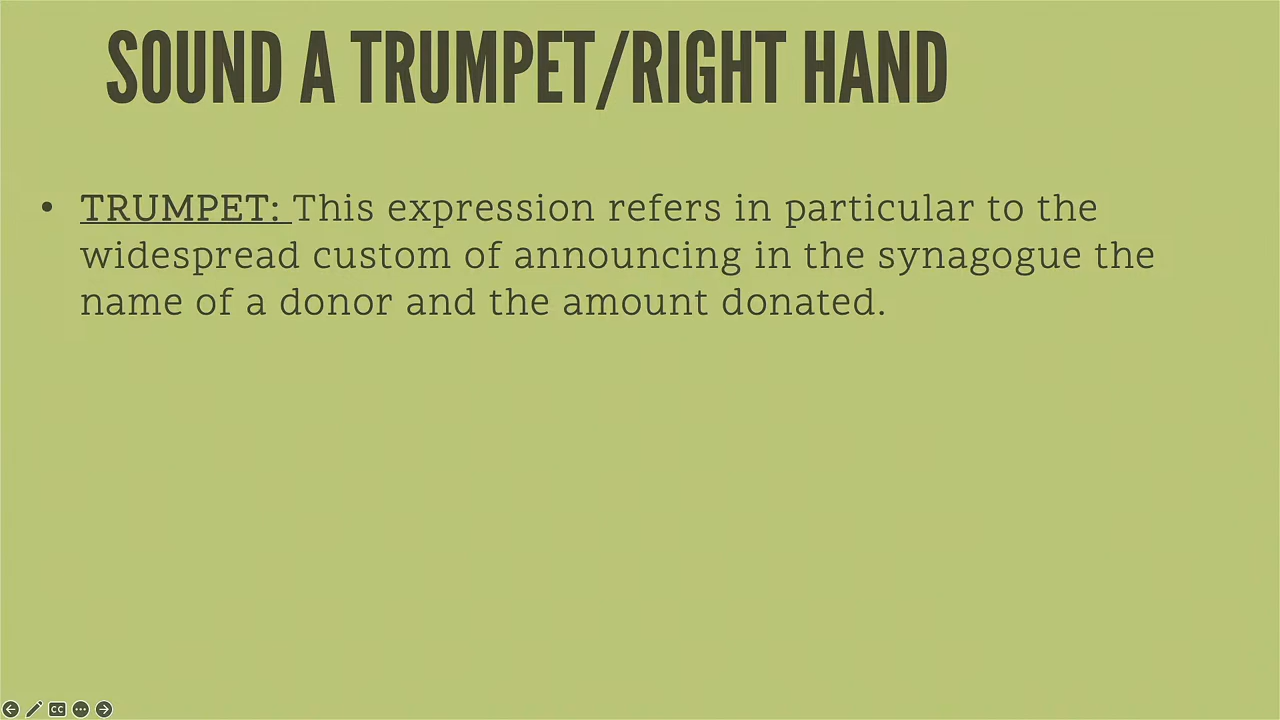 SOUND A TRUMPET/RIGHT HAND
• TRUMPET: This expression refers in particular to the
widespread custom of announcing in the synagogue the
name of a donor and the amount donated.
CC